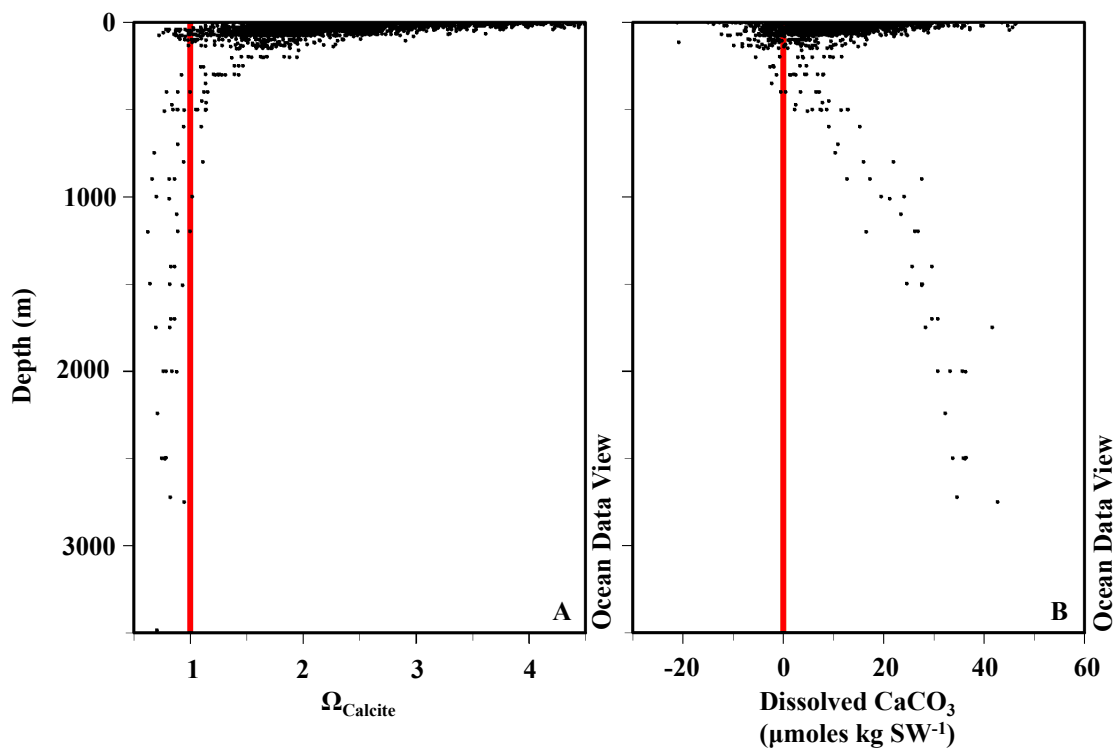 0
1000
2000
3000
Depth (m)
1
2
3
4
Ω Calcite
A
Ocean Data View
-20
0
20
40
60
Dissolved CaCO₃
(μmoles kg SW⁻¹)
B
Ocean Data View